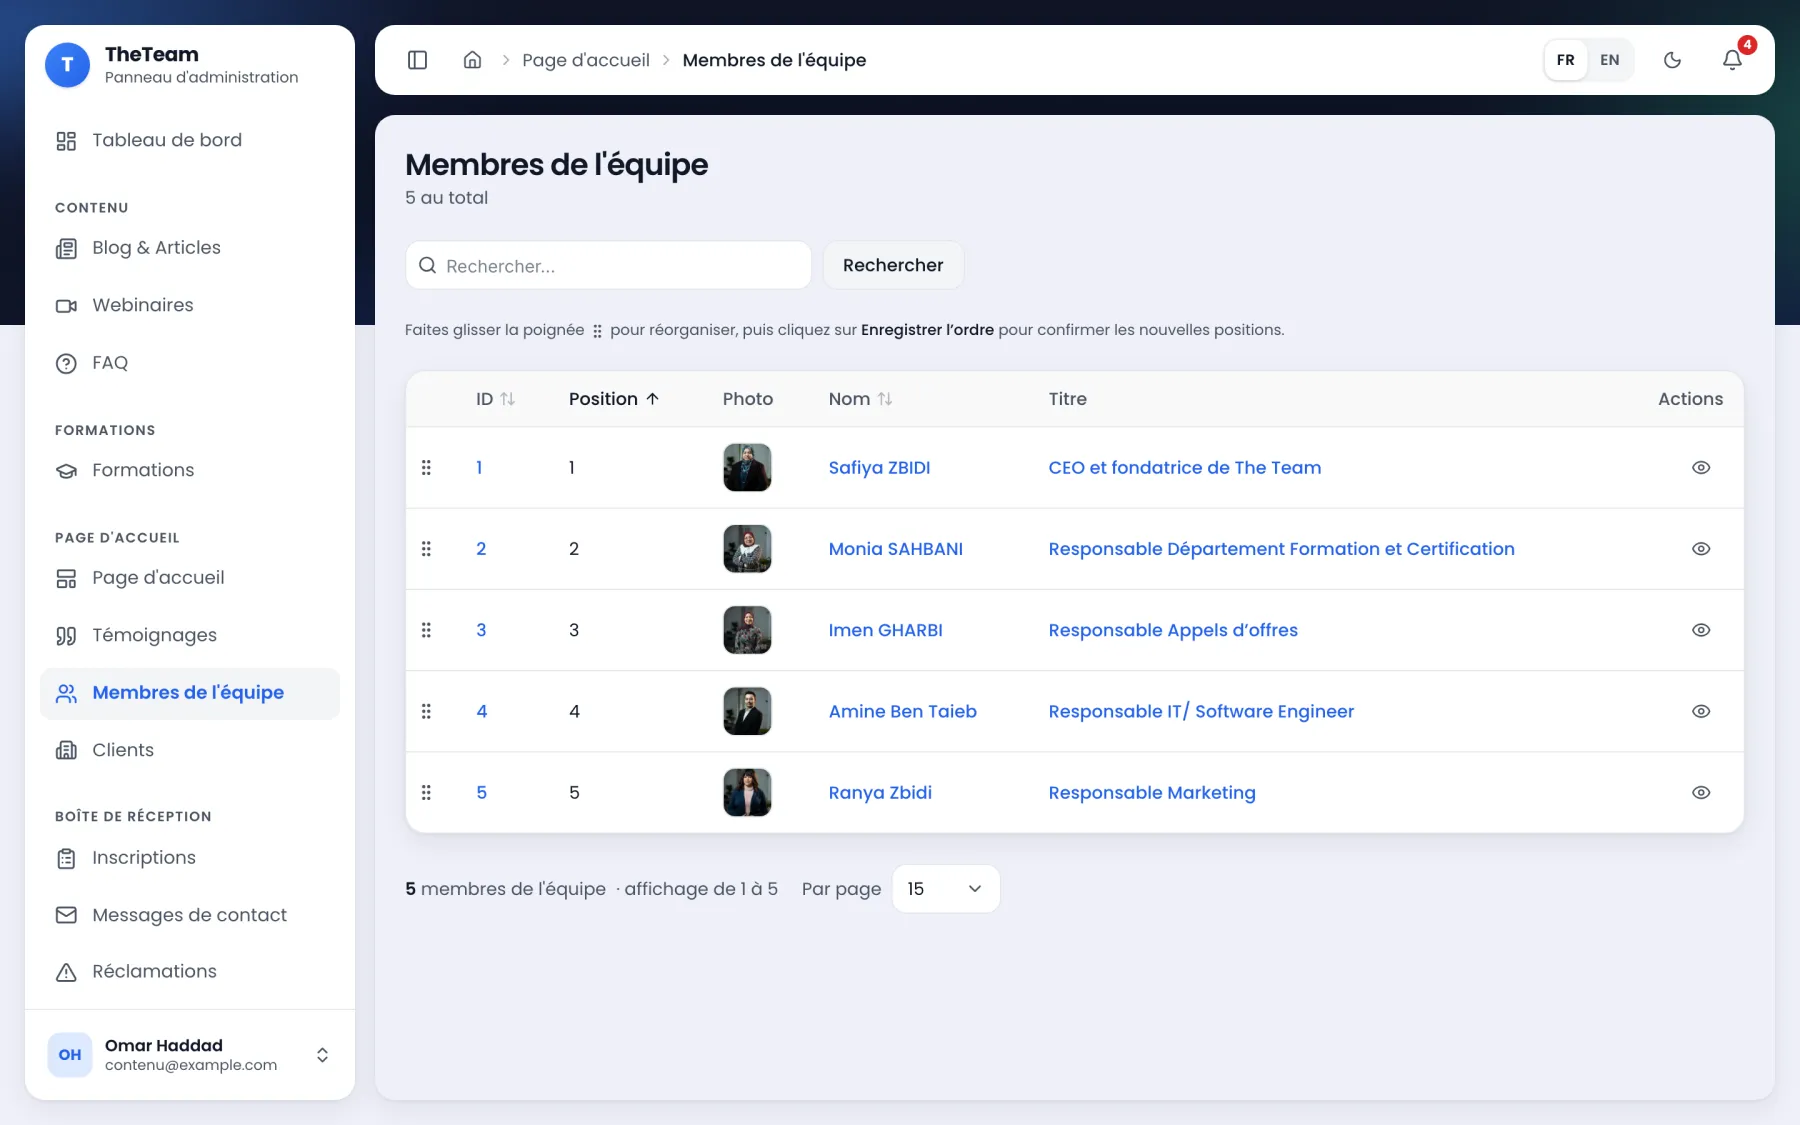 T
TheTeam
Panneau d'administration
Tableau de bord
CONTENU
Blog & Articles
Webinaires
FAQ
FORMATIONS
Formations
PAGE D'ACCUEIL
Page d'accueil
Témoignages
Membres de l'équipe
Clients
BOÎTE DE RÉCEPTION
Inscriptions
Messages de contact
Réclamations
OH
Omar Haddad
contenu@example.com
Page d'accueil
Membres de l'équipe
FR EN
4
Membres de l'équipe
5 au total
Rechercher...
Rechercher
Faites glisser la poignée pour réorganiser, puis cliquez sur Enregistrer l’ordre pour confirmer les nouvelles positions.
ID Position Photo Nom Titre Actions
1 1 Safiya ZBIDI CEO et fondatrice de The Team
2 2 Monia SAHBANI Responsable Département Formation et Certification
3 3 Imen GHARBI Responsable Appels d’offres
4 4 Amine Ben Taieb Responsable IT/ Software Engineer
5 5 Ranya Zbidi Responsable Marketing
5 membres de l'équipe · affichage de 1 à 5 Par page 15